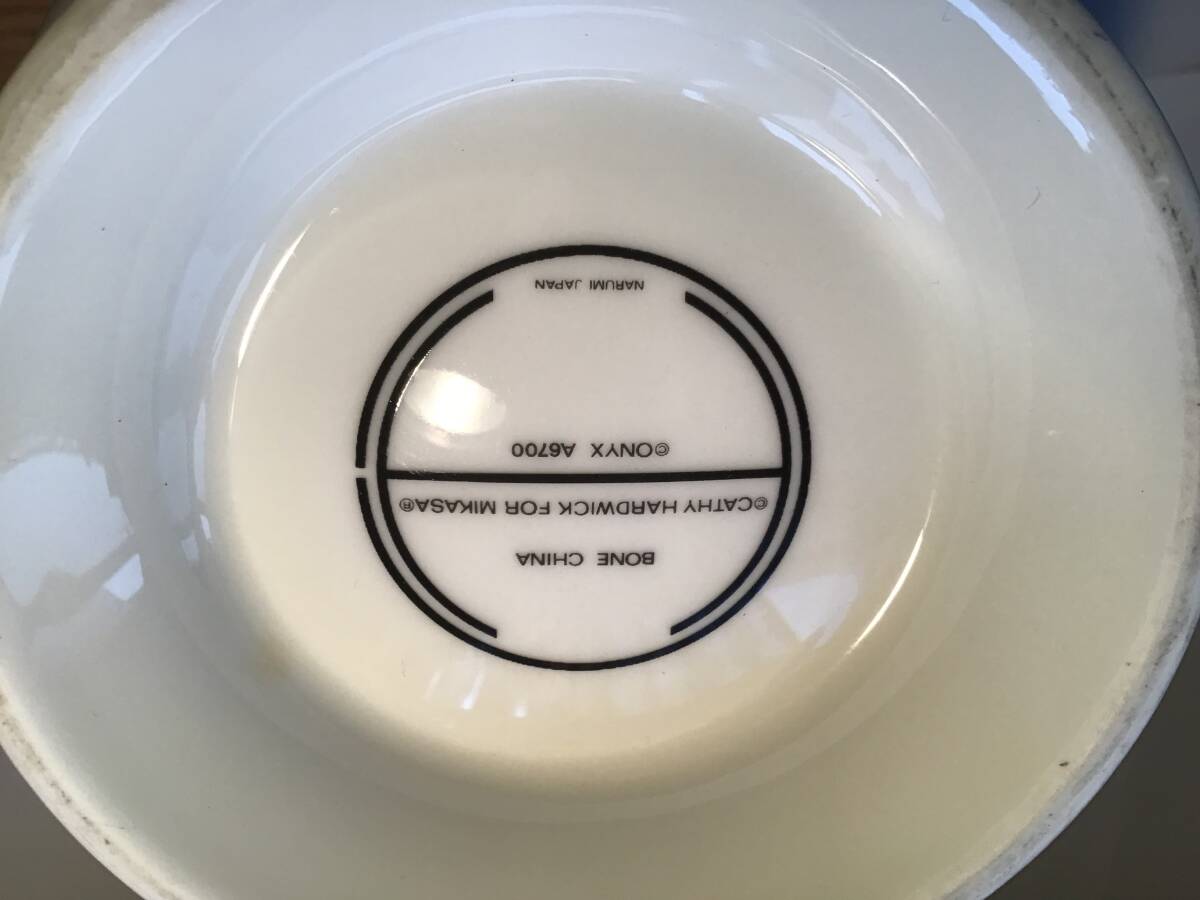 BONE CHINA
©CATHY HARDWICK FOR MIKASA®
©ONYX A6700
NARUMI JAPAN